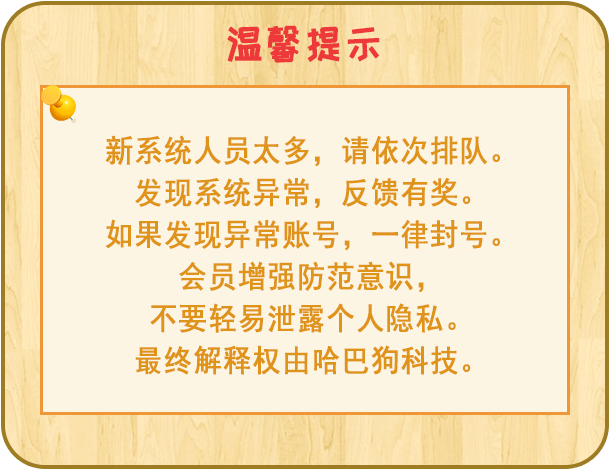 温馨提示
新系统人员太多，请依次排队。
发现系统异常，反馈有奖。
如果发现异常账号，一律封号。
会员增强防范意识，
不要轻易泄露个人隐私。
最终解释权由哈巴狗科技。